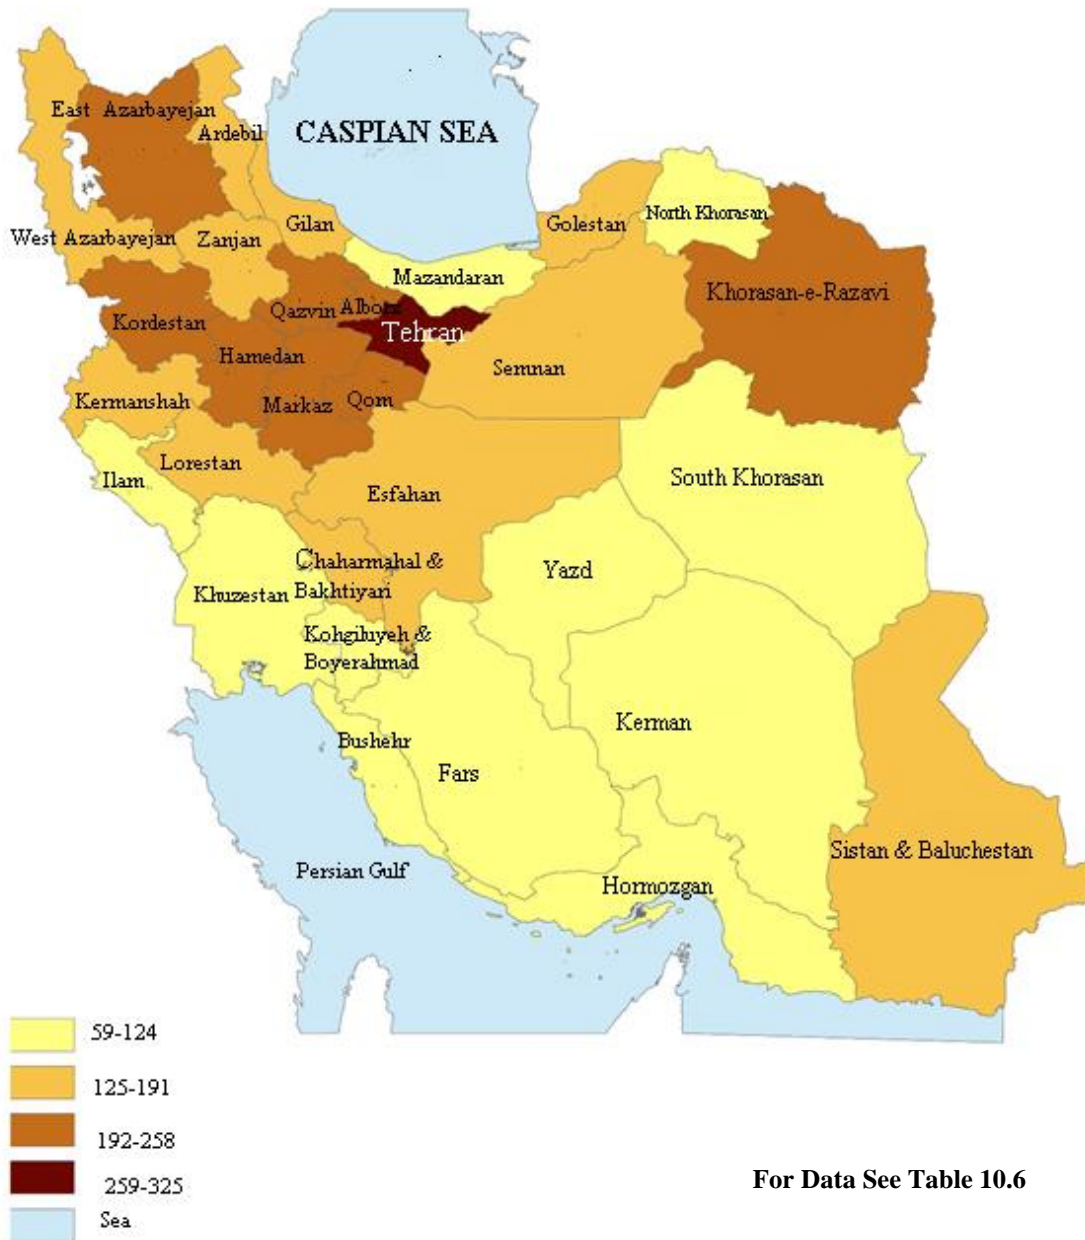 East Azarbayejan
Ardebil
CASPIAN SEA
West Azarbayejan
Zanjan
Gilan
Golestan
North Khorasan
Mazandaran
Khorasan-e-Razavi
Qazvin
Alborz
Kordestan
Tehran
Hamedan
Semnan
Kermanshah
Markaz
Qom
Lorestan
Ilam
Esfahan
South Khorasan
Chaharmahal &
Bakhtiyari
Yazd
Khuzestan
Kohgiluyeh &
Boyerahmad
Kerman
Bushehr
Fars
Sistan & Baluchestan
Persian Gulf
Hormozgan
59-124
125-191
192-258
259-325
Sea
For Data See Table 10.6